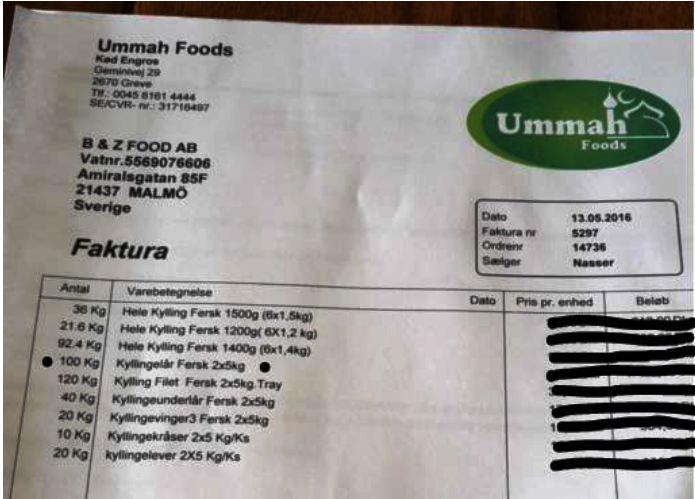 Ummah Foods
Kød Engros
Geminivej 29
2670 Greve
Tlf.: 0045 8161 4444
SE/CVR- nr.: 31716497
Ummah
Foods
B & Z FOOD AB
Vatnr.5569076606
Amiralsgatan 85F
21437 MALMÖ
Sverige
Dato 13.05.2016
Faktura nr 5297
Ordrenr 14736
Sælger Nasser
Faktura
Antal Varebetegnelse Dato Pris pr. enhed Beløb
36 Kg Hele Kylling Fersk 1500g (6x1,5kg)
21.6 Kg Hele Kylling Fersk 1200g( 6X1,2 kg)
92.4 Kg Hele Kylling Fersk 1400g (6x1,4kg)
100 Kg Kyllingelår Fersk 2x5kg
120 Kg Kylling Filet Fersk 2x5kg.Tray
40 Kg Kyllingeunderlår Fersk 2x5kg
20 Kg Kyllingevinger3 Fersk 2x5kg
10 Kg Kyllingekråser 2x5 Kg/Ks
20 Kg kyllingelever 2X5 Kg/Ks